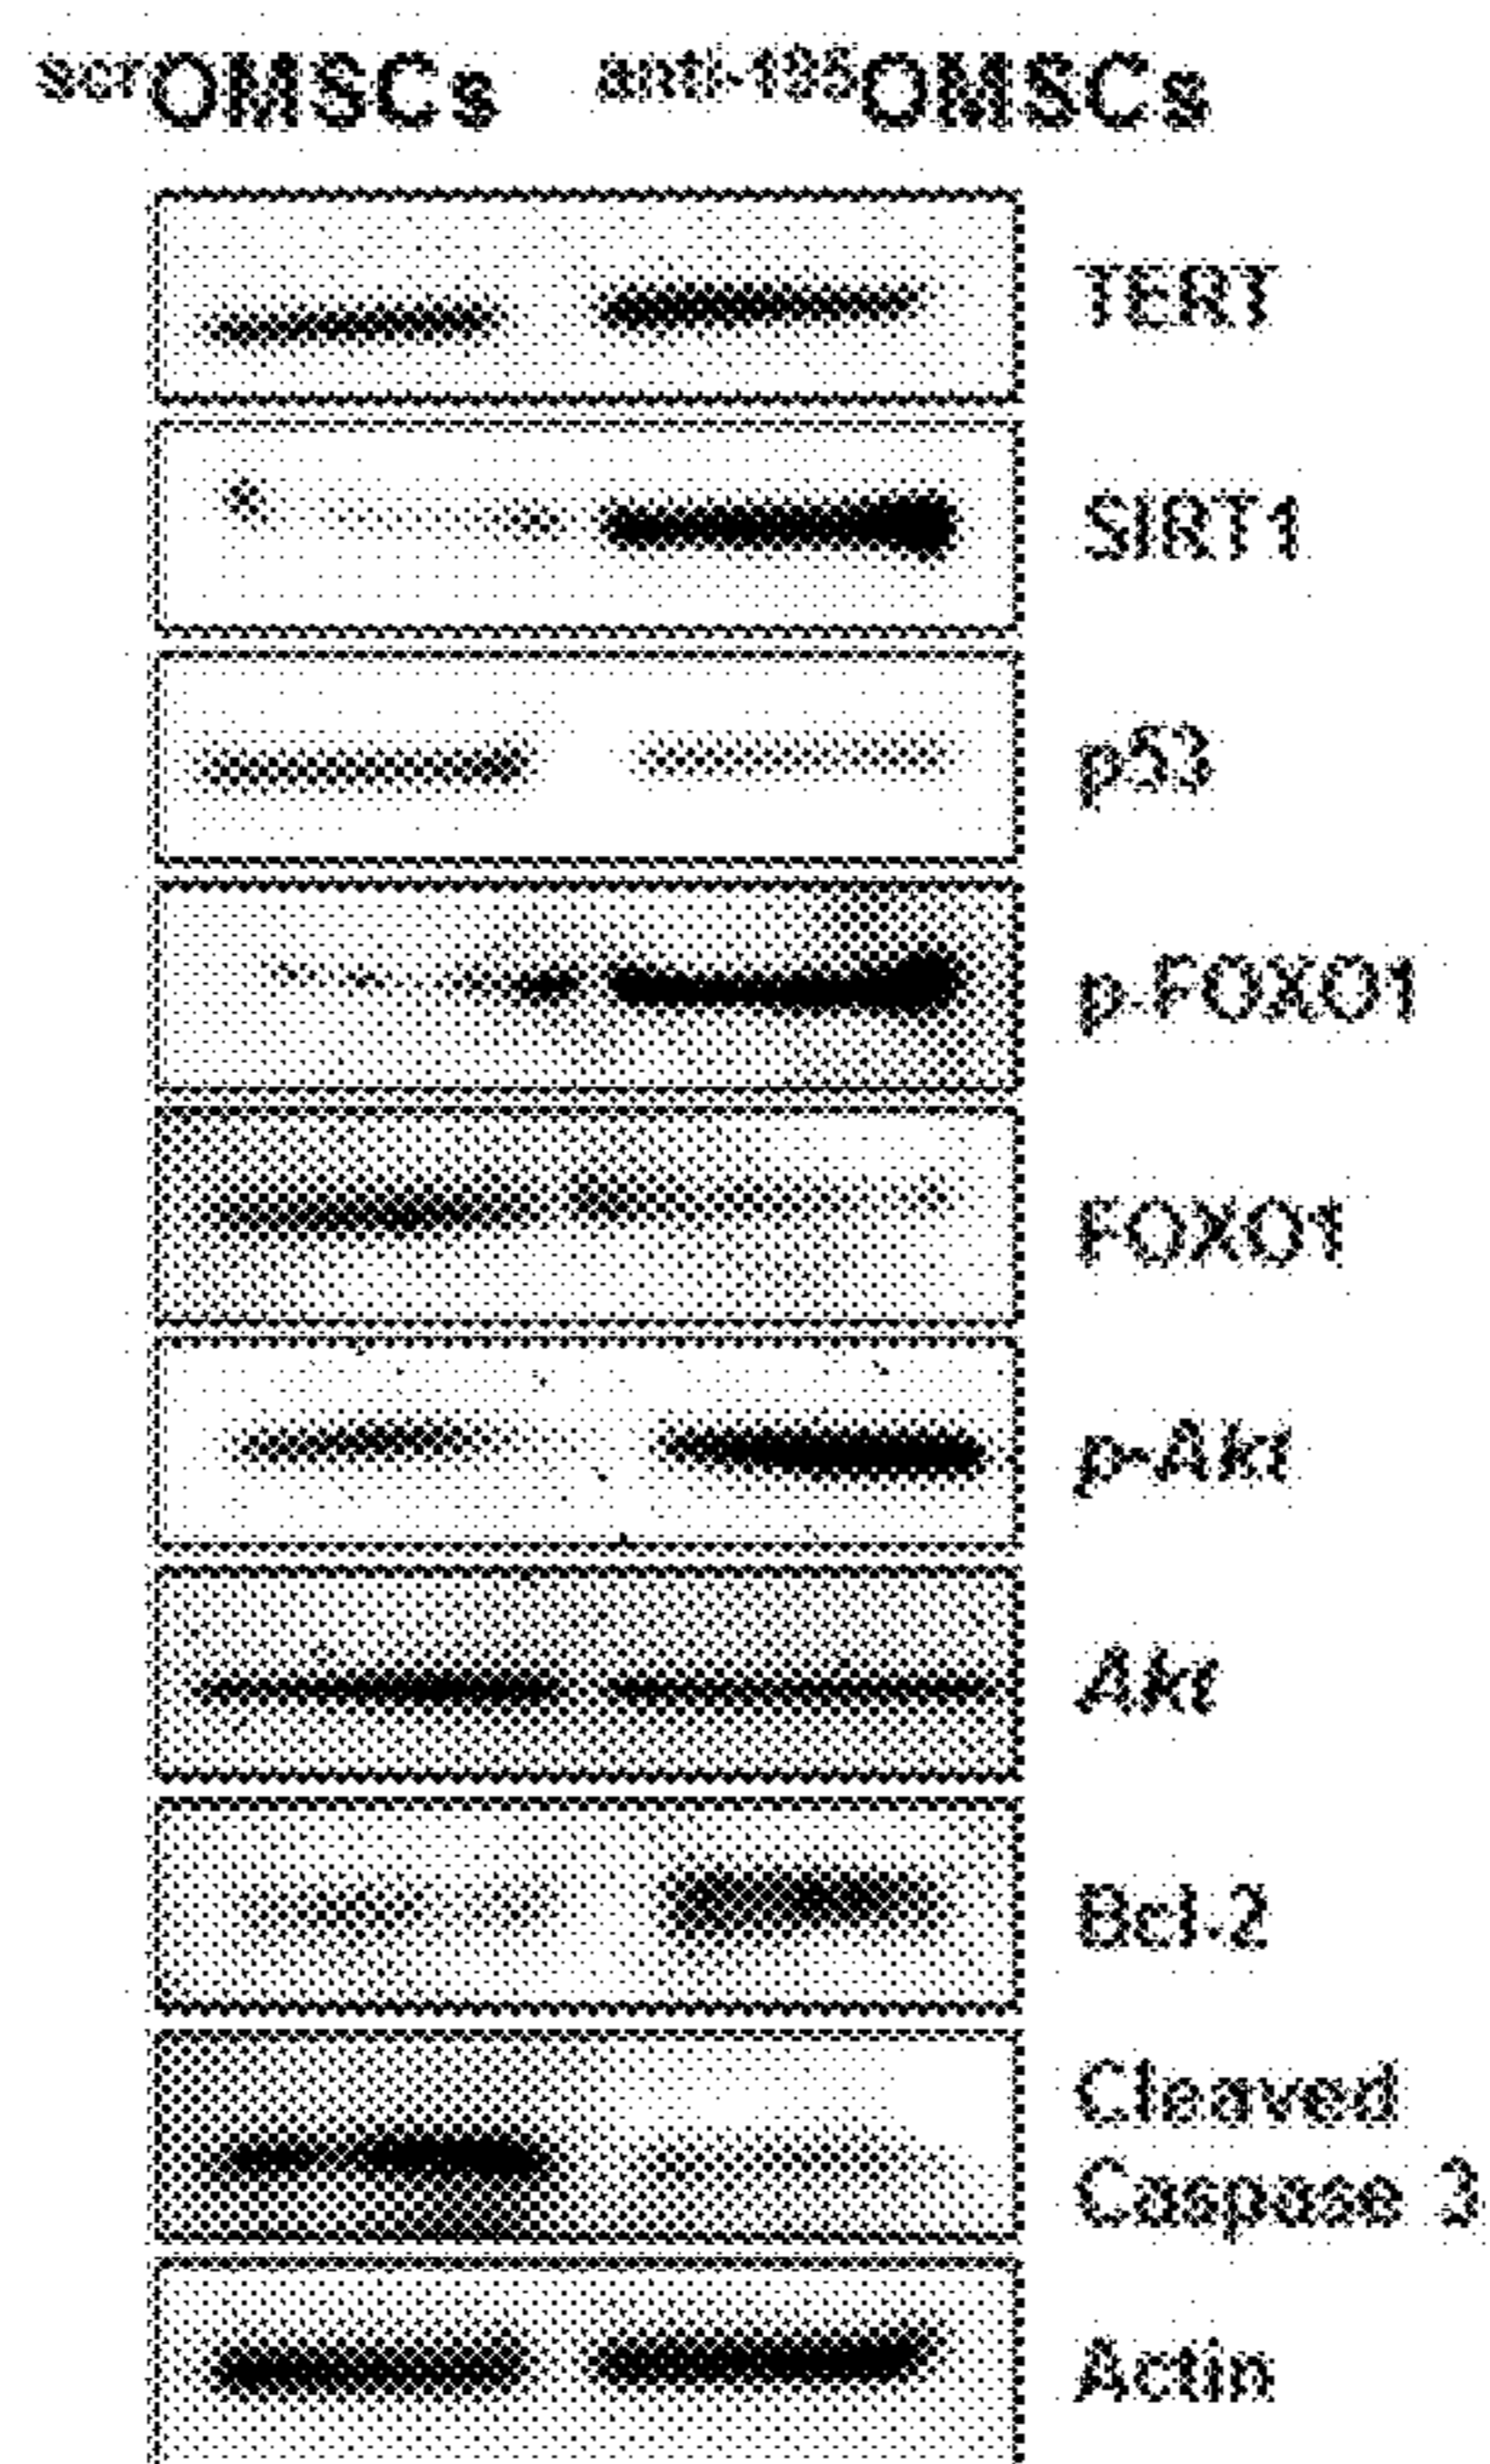 scrOMSCs anti-195OMSCs
TERT
SIRT1
p53
p-FOXO1
FOXO1
p-Akt
Akt
Bcl-2
Cleaved
Caspase 3
Actin